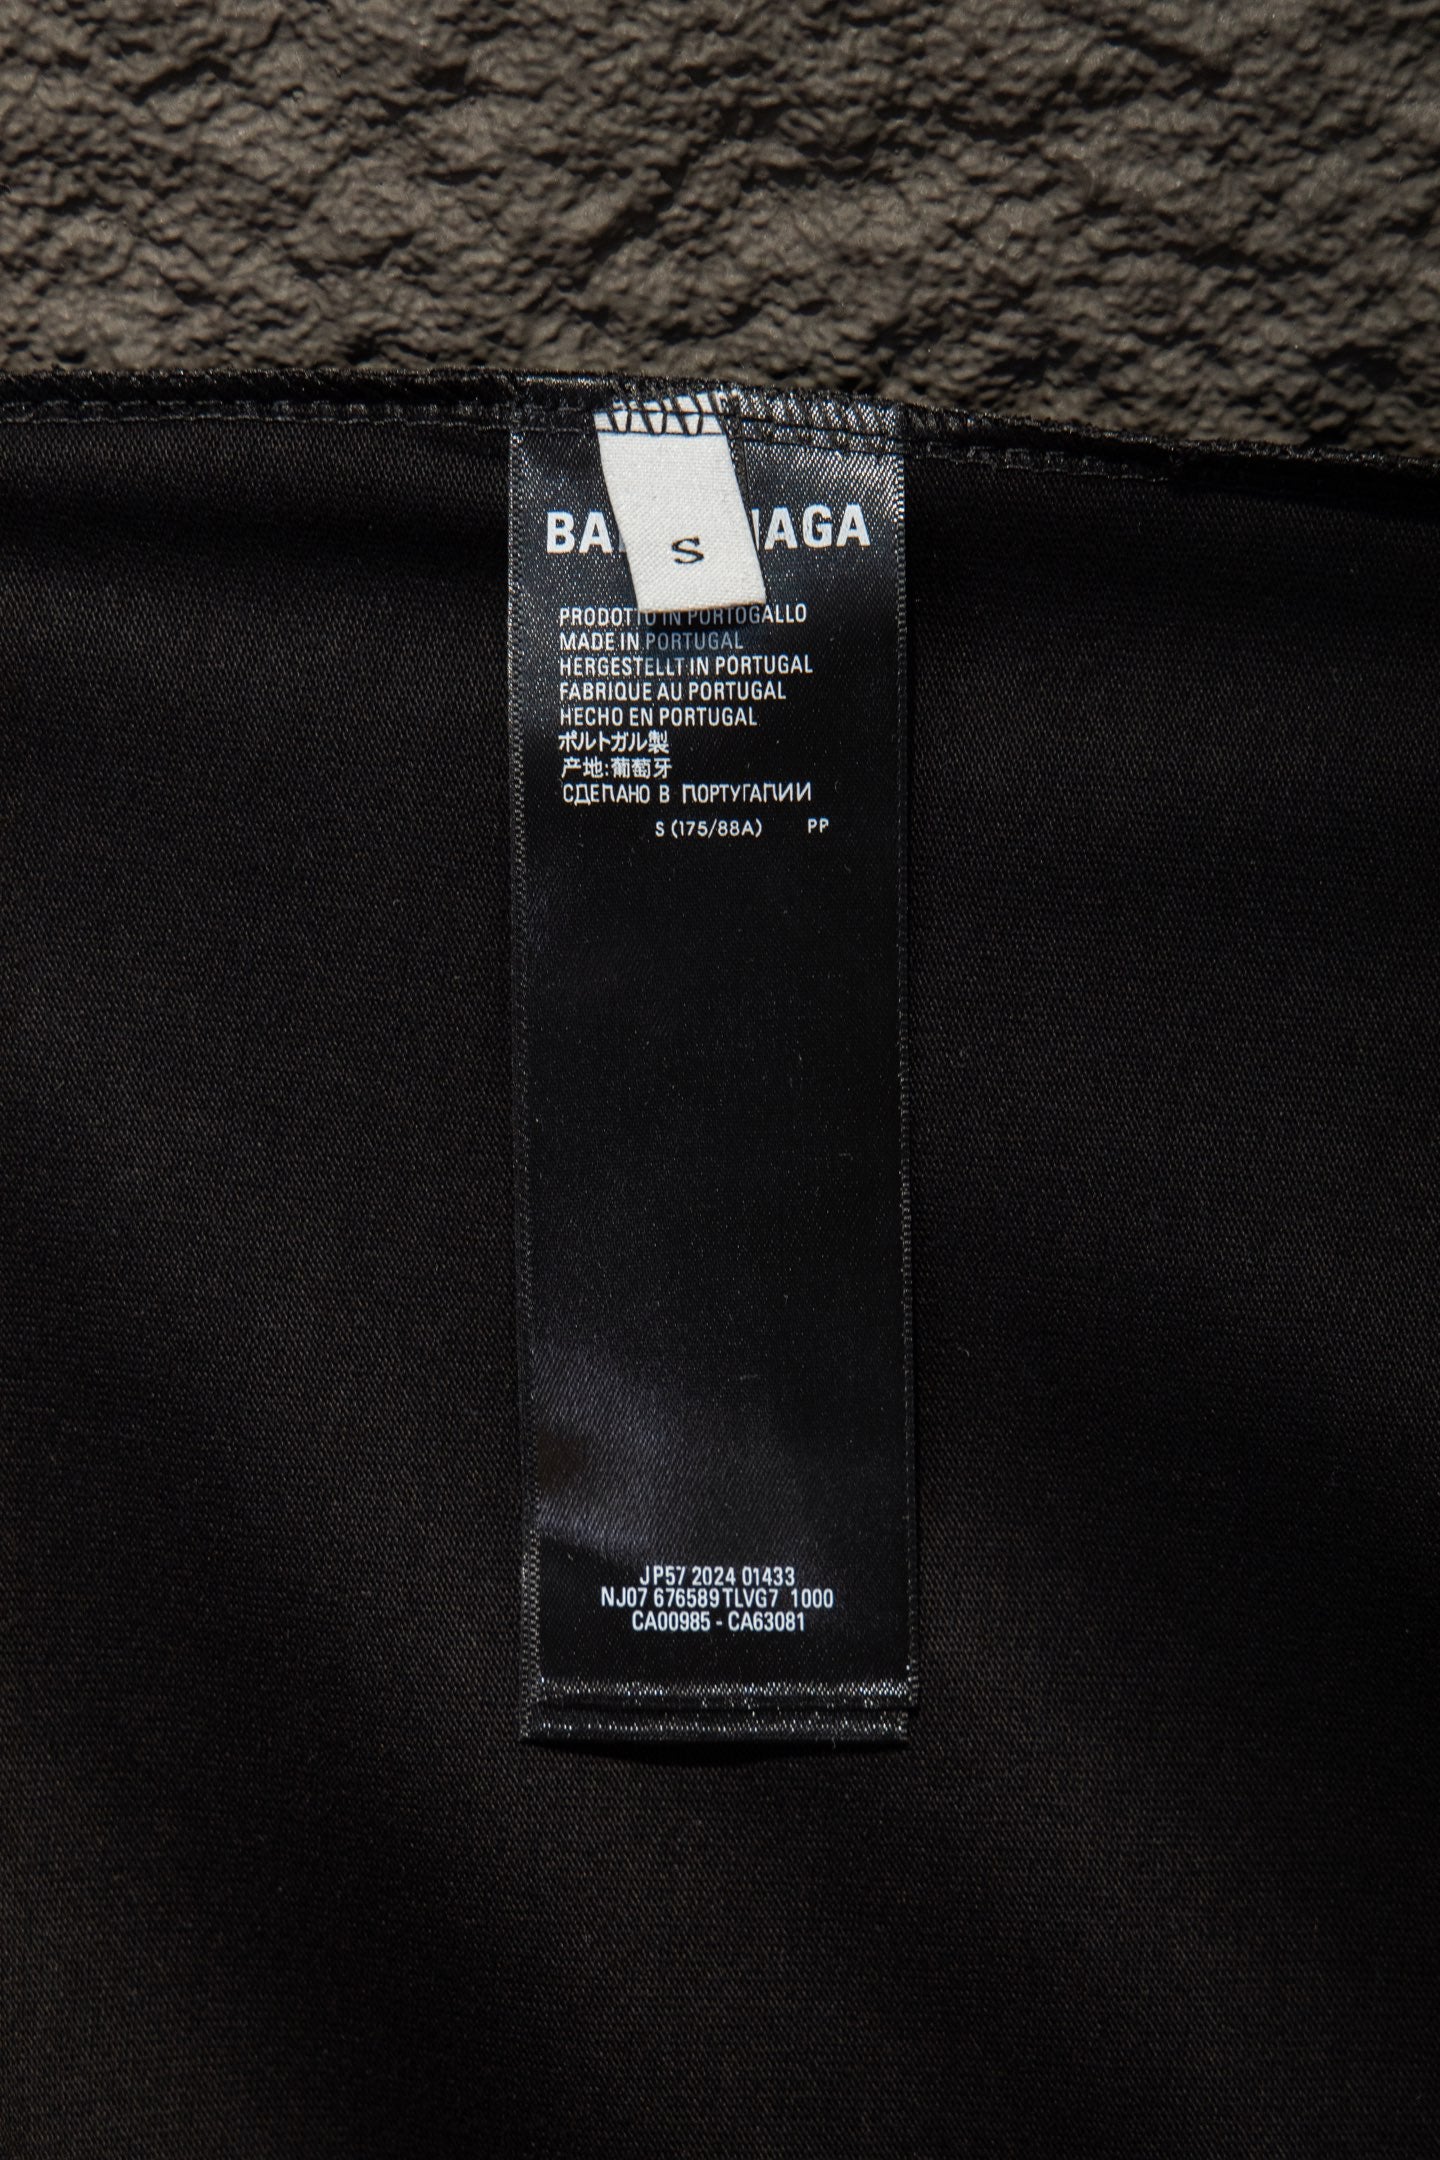 S
BA NAGA
PRODOTTO IN PORTOGALLO
MADE IN PORTUGAL
HERGESTELLT IN PORTUGAL
FABRIQUE AU PORTUGAL
HECHO EN PORTUGAL
ポルトガル製
产地:葡萄牙
СДЕЛАНО В ПОРТУГАЛИИ
S (175/88A) PP
JP57 2024 01433
NJ07 676589 TLVG7 1000
CA00985 - CA63081